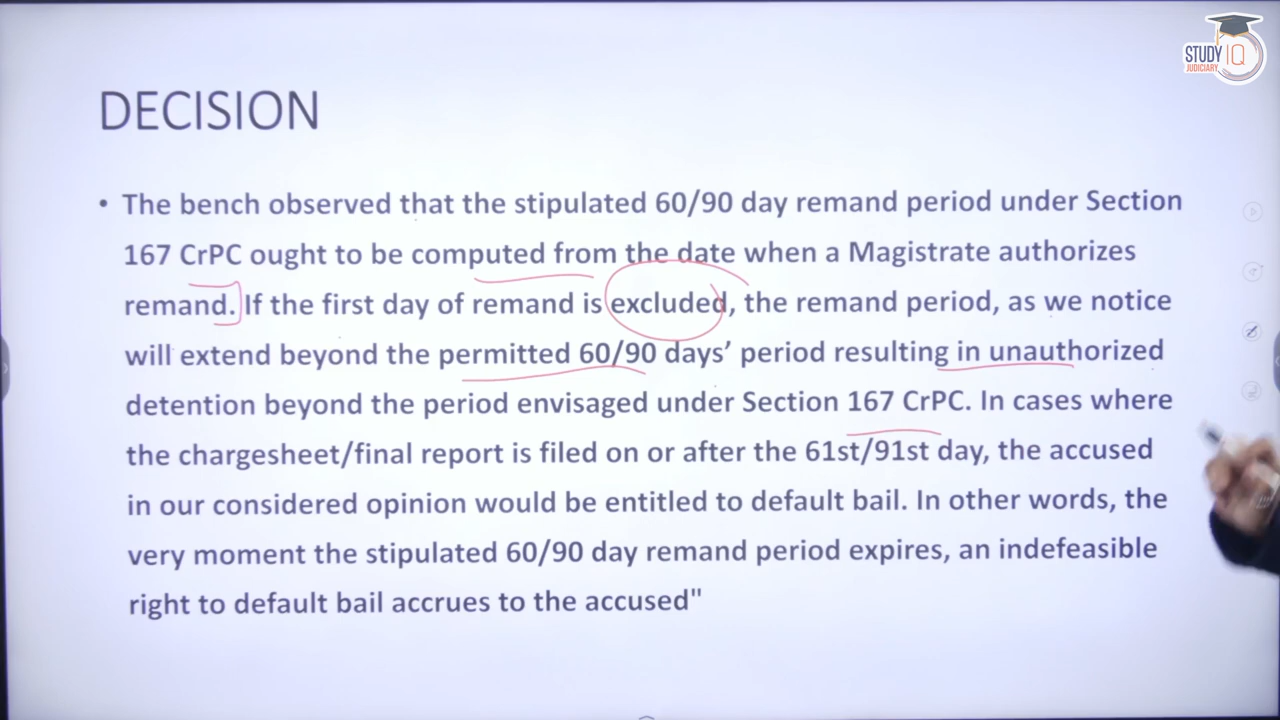 STUDY IQ
JUDICIARY
DECISION
• The bench observed that the stipulated 60/90 day remand period under Section
167 CrPC ought to be computed from the date when a Magistrate authorizes
remand. If the first day of remand is excluded, the remand period, as we notice
will extend beyond the permitted 60/90 days’ period resulting in unauthorized
detention beyond the period envisaged under Section 167 CrPC. In cases where
the chargesheet/final report is filed on or after the 61st/91st day, the accused
in our considered opinion would be entitled to default bail. In other words, the
very moment the stipulated 60/90 day remand period expires, an indefeasible
right to default bail accrues to the accused"